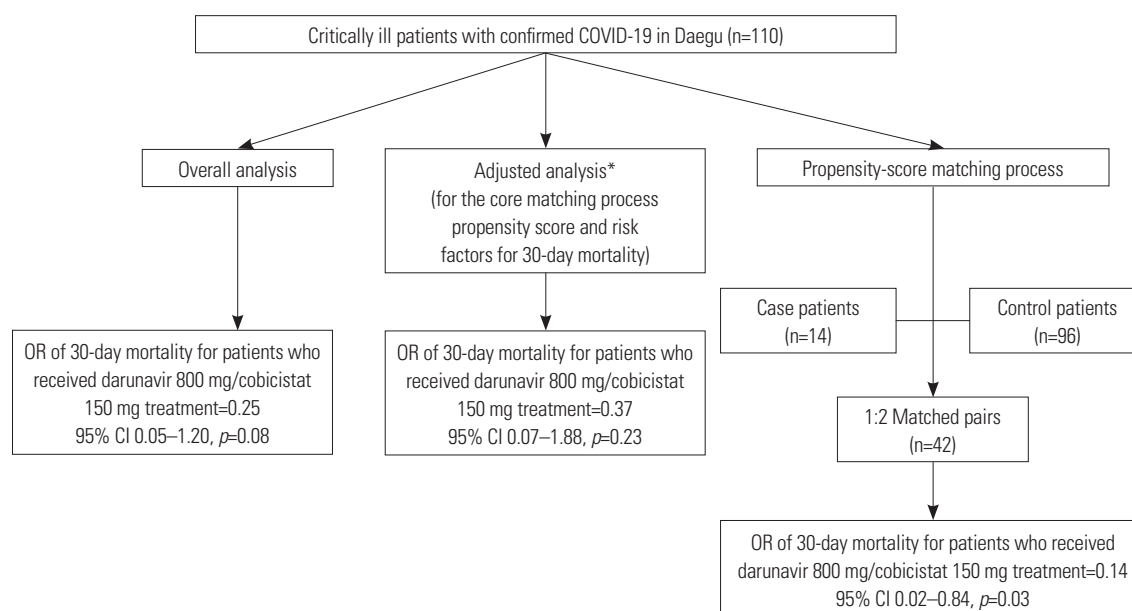 Critically ill patients with confirmed COVID-19 in Daegu (n=110)
Overall analysis
Adjusted analysis*
(for the core matching process
propensity score and risk
factors for 30-day mortality)
Propensity-score matching process
Case patients
(n=14)
Control patients
(n=96)
OR of 30-day mortality for patients who
received darunavir 800 mg/cobicistat
150 mg treatment=0.25
95% CI 0.05–1.20, p=0.08
OR of 30-day mortality for patients who
received darunavir 800 mg/cobicistat
150 mg treatment=0.37
95% CI 0.07–1.88, p=0.23
1:2 Matched pairs
(n=42)
OR of 30-day mortality for patients who received
darunavir 800 mg/cobicistat 150 mg treatment=0.14
95% CI 0.02–0.84, p=0.03